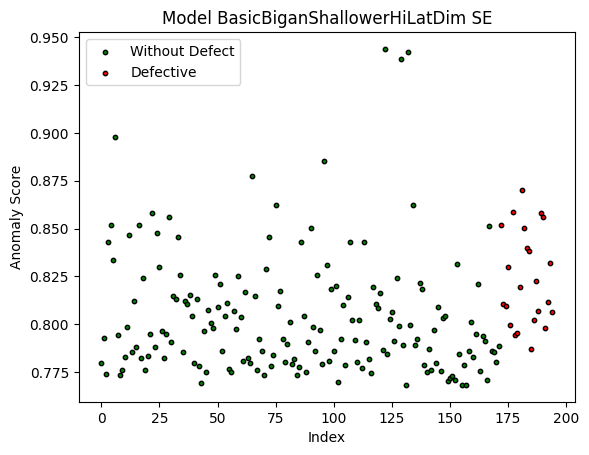 Model BasicBiganShallowerHiLatDim SE
0.950
Without Defect
Defective
0.925
0.900
0.875
0.850
0.825
0.800
0.775
Anomaly Score
0 25 50 75 100 125 150 175 200
Index